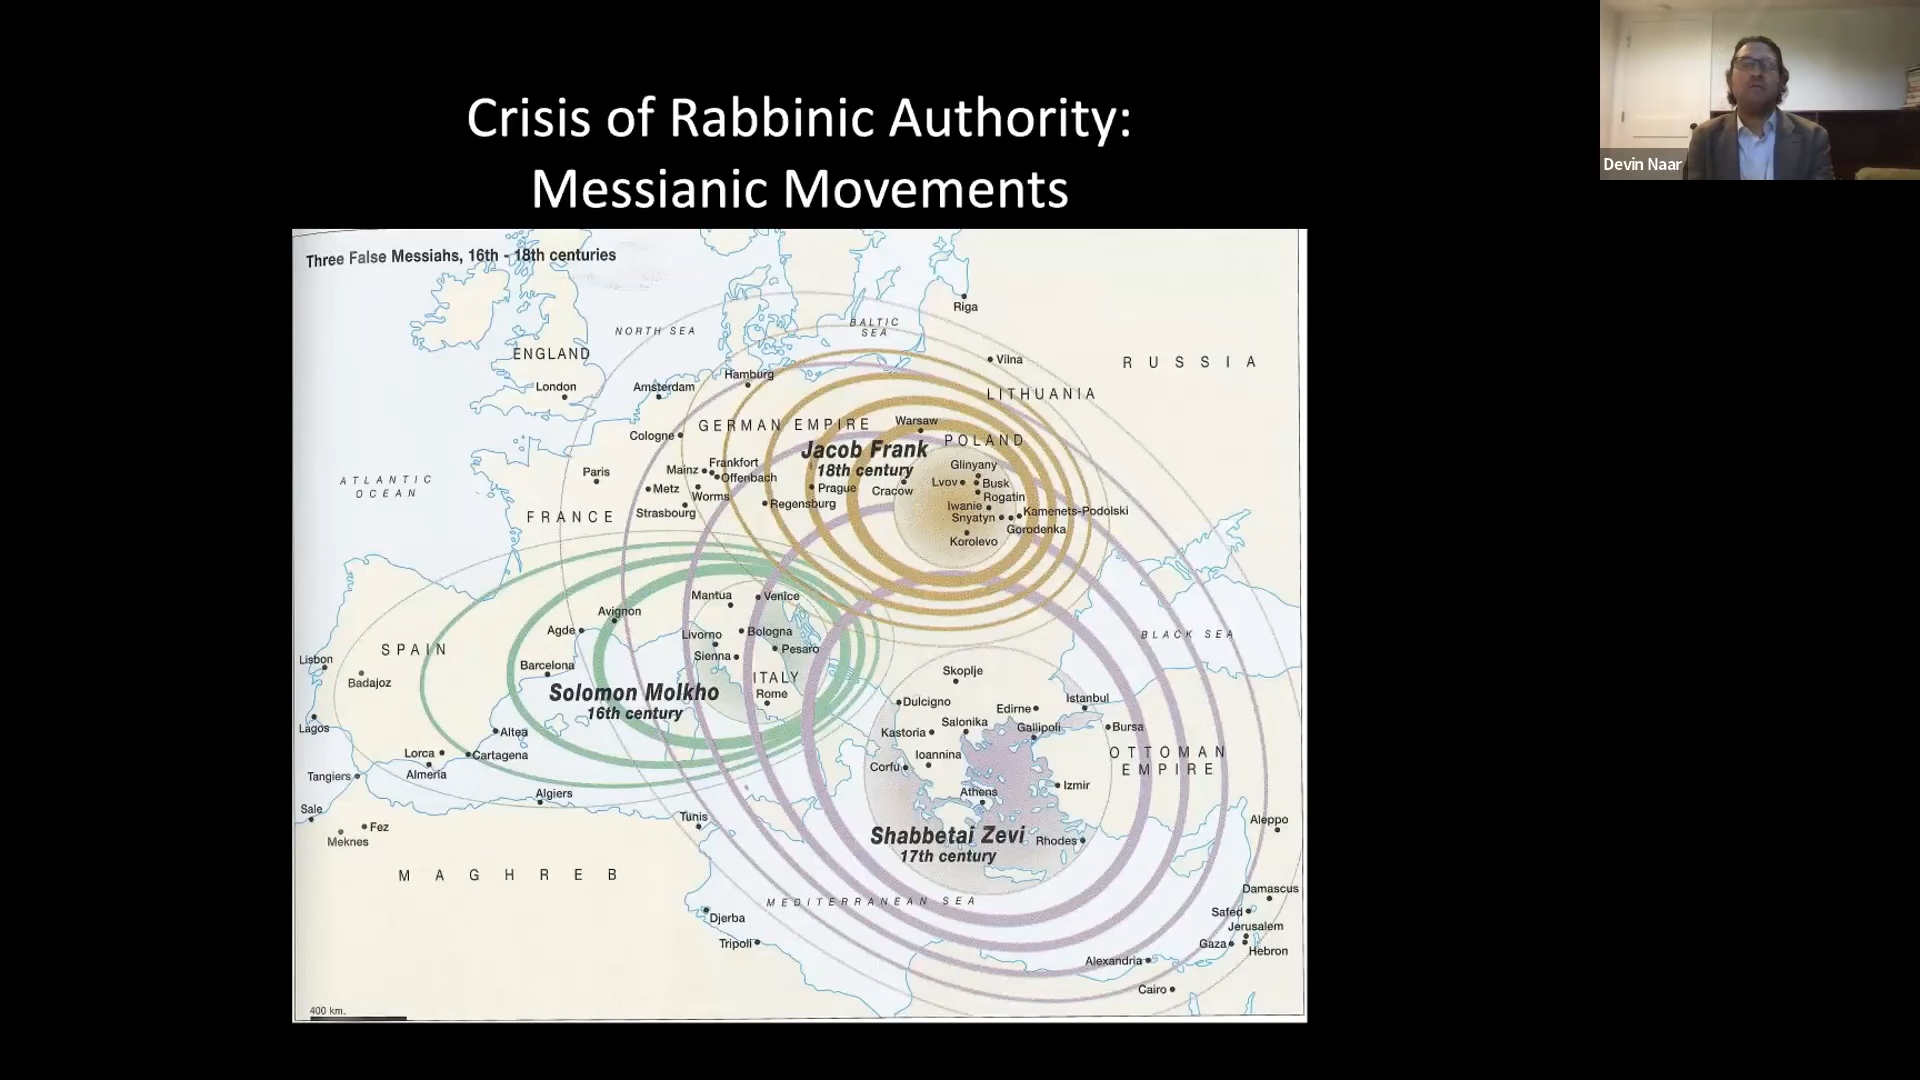 Crisis of Rabbinic Authority:
Messianic Movements
Devin Naar
Three False Messiahs, 16th - 18th centuries
Riga
NORTH SEA
BALTIC
SEA
ENGLAND
Vilna
RUSSIA
London
Amsterdam
Hamburg
LITHUANIA
GERMAN EMPIRE
Warsaw
Cologne
POLAND
Jacob Frank
18th century
Paris
Mainz
Frankfort
Offenbach
Glinyany
ATLANTIC
OCEAN
Metz
Worms
Prague
Cracow
Lvov
Busk
Rogatin
Strasbourg
Regensburg
Iwanie
Kamenets-Podolski
FRANCE
Snyatyn
Gorodenka
Korolevo
Mantua
Venice
Avignon
Agde
Livorno
Bologna
BLACK SEA
SPAIN
Sienna
Pesaro
Lisbon
Barcelona
ITALY
Skoplje
Badajoz
Solomon Molkho
16th century
Rome
Dulcigno
Istanbul
Edirne
Lagos
Altea
Kastoria
Salonika
Gallipoli
Bursa
Lorca
Cartagena
Ioannina
OTTOMAN
EMPIRE
Almeria
Corfu
Tangiers
Algiers
Athens
Izmir
Sale
Tunis
Aleppo
Fez
Meknes
Shabbetai Zevi
17th century
Rhodes
MAGHREB
Damascus
MEDITERRANEAN SEA
Safed
Djerba
Jerusalem
Tripoli
Gaza
Hebron
Alexandria
Cairo
400 km.